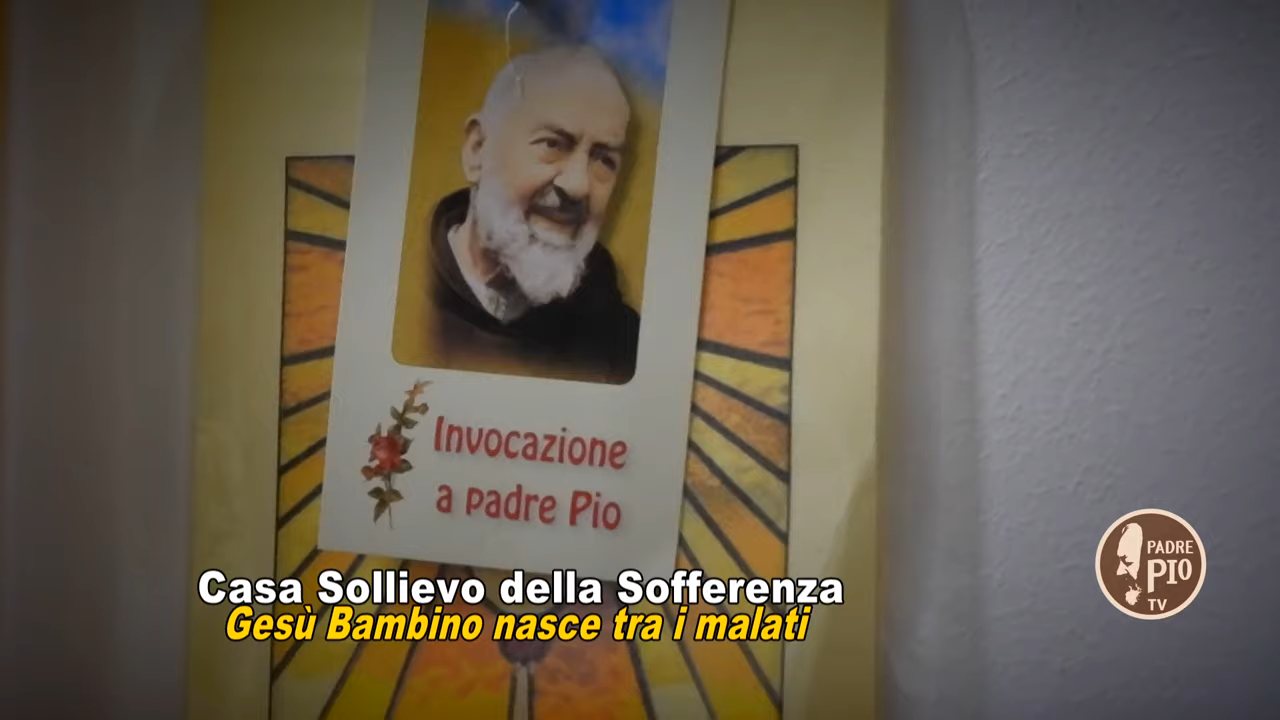 Invocazione
a padre Pio
Casa Sollievo della Sofferenza
Gesù Bambino nasce tra i malati
PADRE
PIO
TV